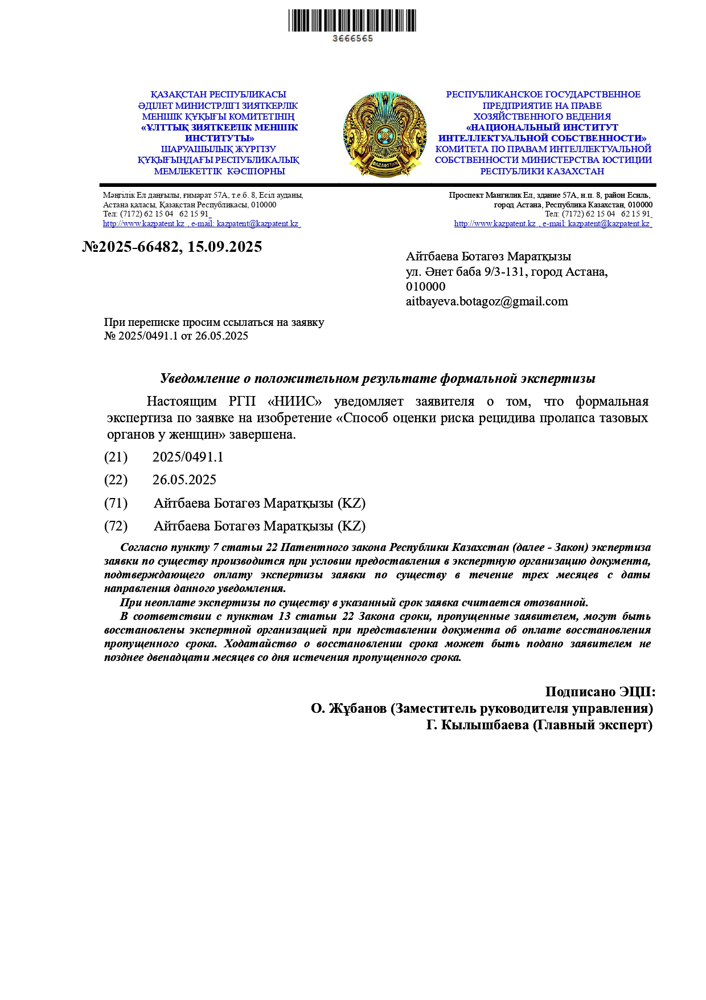 3666565
ҚАЗАҚСТАН РЕСПУБЛИКАСЫ
ӘДІЛЕТ МИНИСТРЛІГІ ЗИЯТКЕРЛІК
МЕНШІК ҚҰҚЫҒЫ КОМИТЕТІНІҢ
«ҰЛТТЫҚ ЗИЯТКЕРЛІК МЕНШІК
ИНСТИТУТЫ»
ШАРУАШЫЛЫҚ ЖҮРГІЗУ
ҚҰҚЫҒЫНДАҒЫ РЕСПУБЛИКАЛЫҚ
МЕМЛЕКЕТТІК КӘСІПОРНЫ
QAZAQSTAN
РЕСПУБЛИКАНСКОЕ ГОСУДАРСТВЕННОЕ
ПРЕДПРИЯТИЕ НА ПРАВЕ
ХОЗЯЙСТВЕННОГО ВЕДЕНИЯ
«НАЦИОНАЛЬНЫЙ ИНСТИТУТ
ИНТЕЛЛЕКТУАЛЬНОЙ СОБСТВЕННОСТИ»
КОМИТЕТА ПО ПРАВАМ ИНТЕЛЛЕКТУАЛЬНОЙ
СОБСТВЕННОСТИ МИНИСТЕРСТВА ЮСТИЦИИ
РЕСПУБЛИКИ КАЗАХСТАН
Мәңгілік Ел даңғылы, ғимарат 57А, т.е.б. 8, Есіл ауданы,
Астана қаласы, Қазақстан Республикасы, 010000
Тел: (7172) 62 15 04 62 15 91
http://www.kazpatent.kz , e-mail: kazpatent@kazpatent.kz
Проспект Мангилик Ел, здание 57А, н.п. 8, район Есиль,
город Астана, Республика Казахстан, 010000
Тел: (7172) 62 15 04 62 15 91
http://www.kazpatent.kz , e-mail: kazpatent@kazpatent.kz
№2025-66482, 15.09.2025
Айтбаева Ботагөз Маратқызы
ул. Әнет баба 9/3-131, город Астана,
010000
aitbayeva.botagoz@gmail.com
При переписке просим ссылаться на заявку
№ 2025/0491.1 от 26.05.2025
Уведомление о положительном результате формальной экспертизы
Настоящим РГП «НИИС» уведомляет заявителя о том, что формальная
экспертиза по заявке на изобретение «Способ оценки риска рецидива пролапса тазовых
органов у женщин» завершена.
(21) 2025/0491.1
(22) 26.05.2025
(71) Айтбаева Ботагөз Маратқызы (KZ)
(72) Айтбаева Ботагөз Маратқызы (KZ)
Согласно пункту 7 статьи 22 Патентного закона Республики Казахстан (далее - Закон) экспертиза
заявки по существу производится при условии предоставления в экспертную организацию документа,
подтверждающего оплату экспертизы заявки по существу в течение трех месяцев с даты
направления данного уведомления.
При неоплате экспертизы по существу в указанный срок заявка считается отозванной.
В соответствии с пунктом 13 статьи 22 Закона сроки, пропущенные заявителем, могут быть
восстановлены экспертной организацией при представлении документа об оплате восстановления
пропущенного срока. Ходатайство о восстановлении срока может быть подано заявителем не
позднее двенадцати месяцев со дня истечения пропущенного срока.
Подписано ЭЦП:
О. Жұбанов (Заместитель руководителя управления)
Г. Кылышбаева (Главный эксперт)